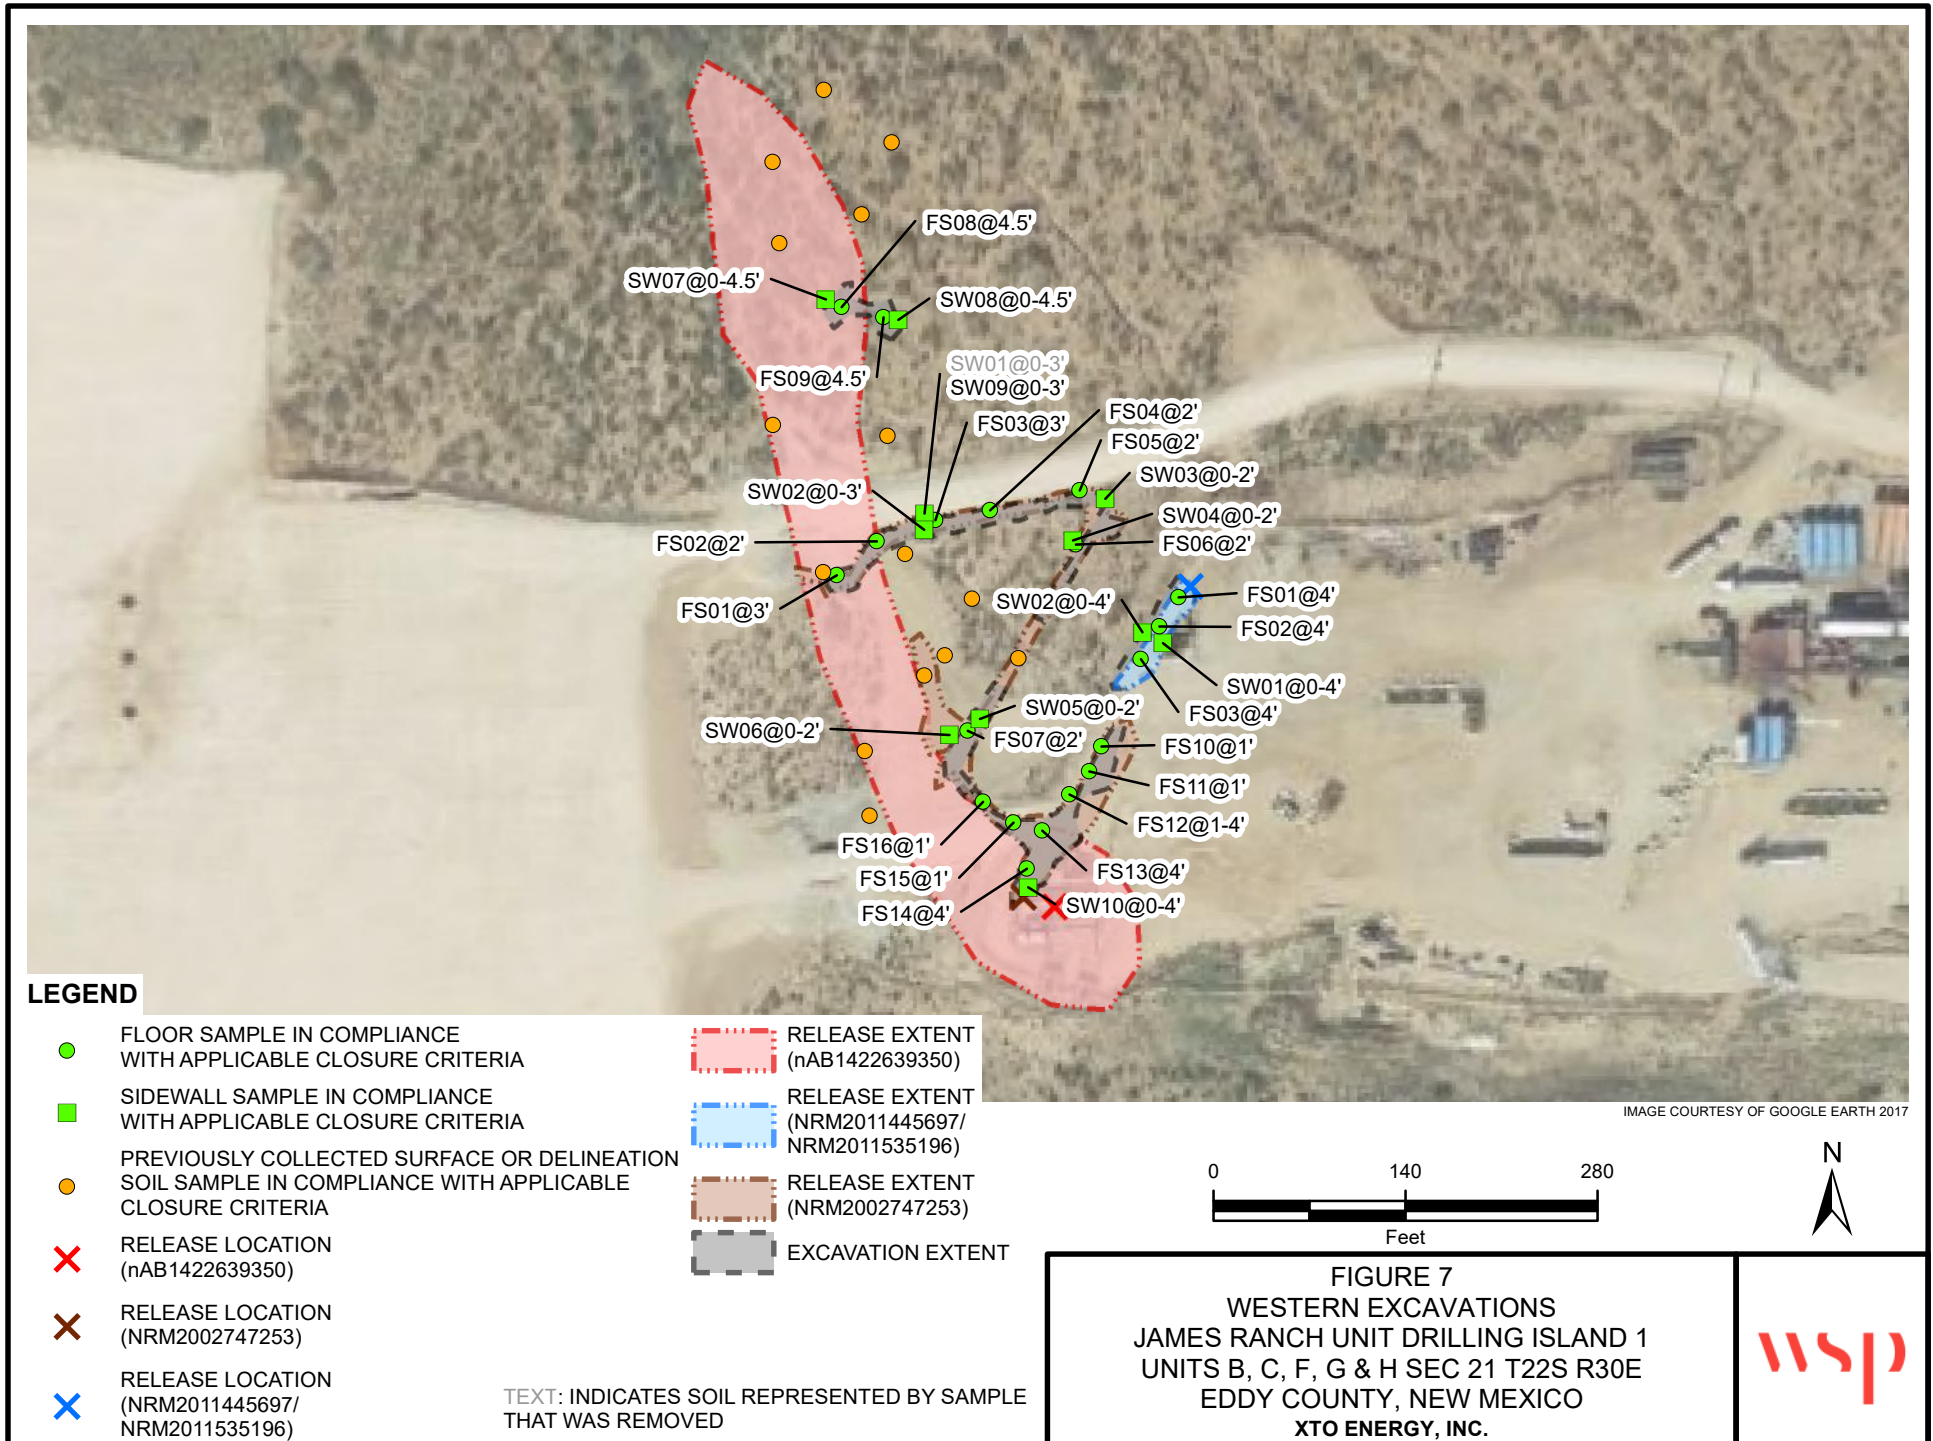 FS08@4.5'
SW07@0-4.5'
SW08@0-4.5'
SW01@0-3'
FS09@4.5'
SW09@0-3'
FS04@2'
FS03@3'
FS05@2'
SW03@0-2'
SW02@0-3'
SW04@0-2'
FS02@2'
FS06@2'
FS01@4'
SW02@0-4'
FS01@3'
FS02@4'
SW01@0-4'
SW05@0-2'
FS03@4'
SW06@0-2'
FS07@2'
FS10@1'
FS11@1'
FS12@1-4'
FS16@1'
FS13@4'
FS15@1'
SW10@0-4'
FS14@4'
LEGEND
FLOOR SAMPLE IN COMPLIANCE
WITH APPLICABLE CLOSURE CRITERIA
SIDEWALL SAMPLE IN COMPLIANCE
WITH APPLICABLE CLOSURE CRITERIA
PREVIOUSLY COLLECTED SURFACE OR DELINEATION
SOIL SAMPLE IN COMPLIANCE WITH APPLICABLE
CLOSURE CRITERIA
RELEASE LOCATION
(nAB1422639350)
RELEASE LOCATION
(NRM2002747253)
RELEASE LOCATION
(NRM2011445697/
NRM2011535196)
RELEASE EXTENT
(nAB1422639350)
RELEASE EXTENT
(NRM2011445697/
NRM2011535196)
RELEASE EXTENT
(NRM2002747253)
EXCAVATION EXTENT
TEXT: INDICATES SOIL REPRESENTED BY SAMPLE
THAT WAS REMOVED
IMAGE COURTESY OF GOOGLE EARTH 2017
0 140 280
Feet
N
FIGURE 7
WESTERN EXCAVATIONS
JAMES RANCH UNIT DRILLING ISLAND 1
UNITS B, C, F, G & H SEC 21 T22S R30E
EDDY COUNTY, NEW MEXICO
XTO ENERGY, INC.
wsp